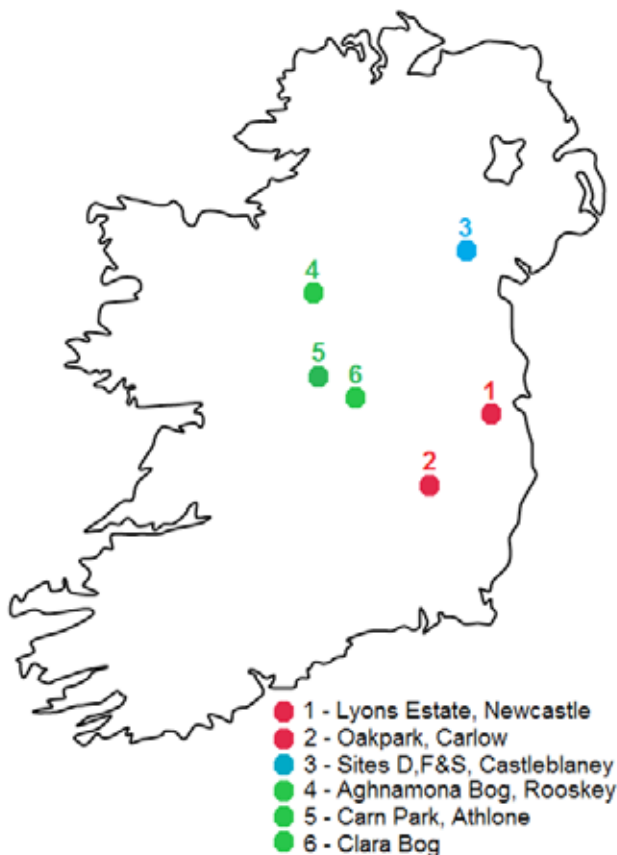 3
4
5
6
1
2
1 - Lyons Estate, Newcastle
2 - Oakpark, Carlow
3 - Sites D,F&S, Castleblaney
4 - Aghnamona Bog, Rooskey
5 - Carn Park, Athlone
6 - Clara Bog